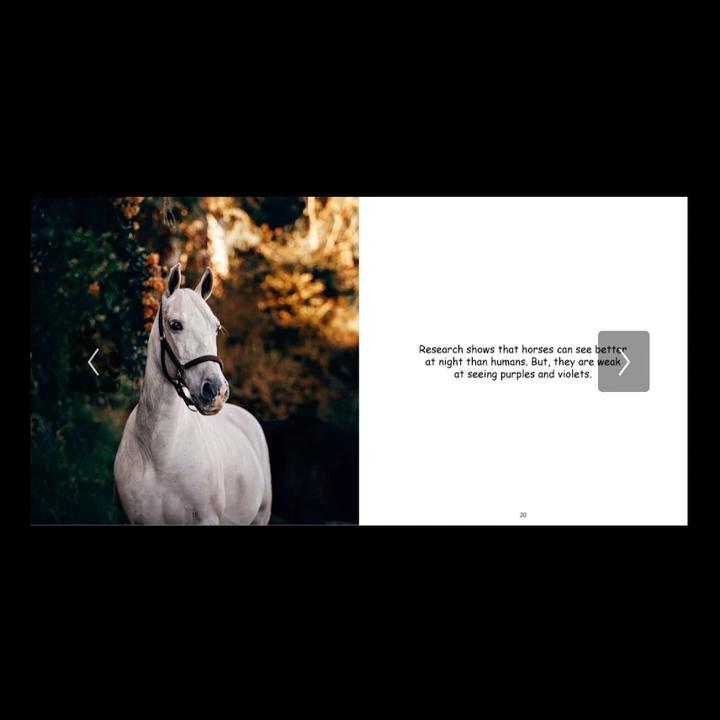 Research shows that horses can see better
at night than humans. But, they are weak
at seeing purples and violets.
20